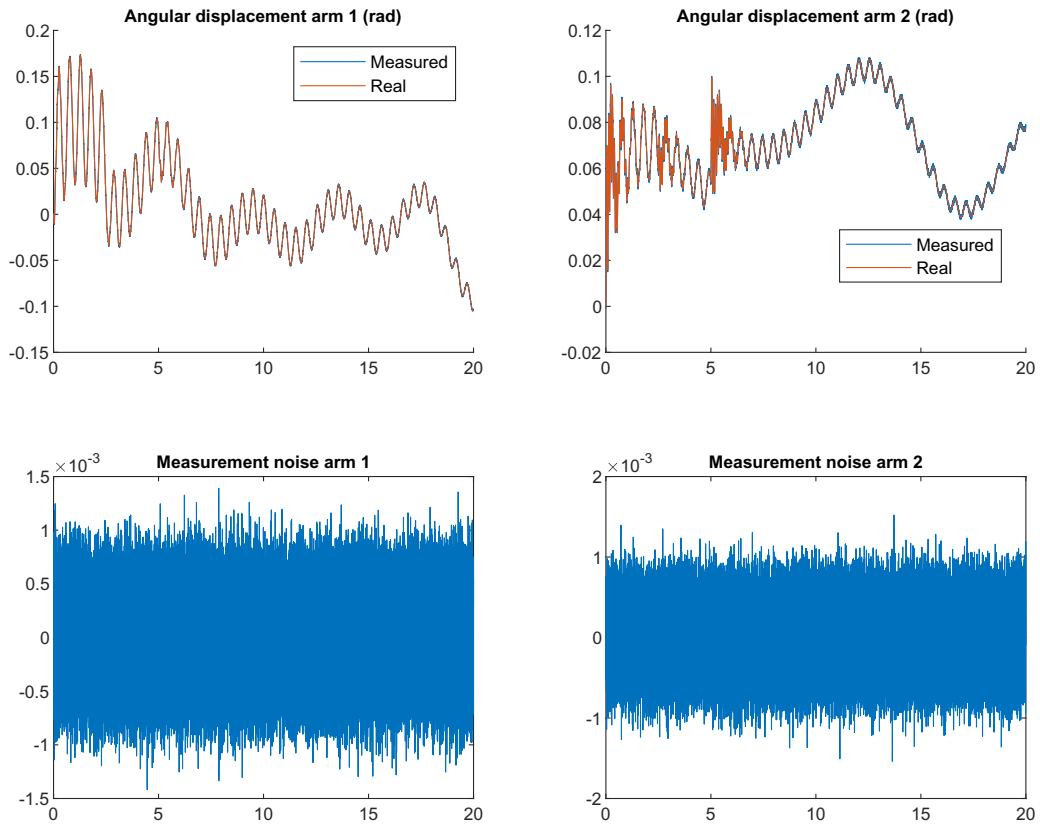 Angular displacement arm 1 (rad)
0.2
0.15
0.1
0.05
0
-0.05
-0.1
-0.15
0 5 10 15 20
Measured
Real
Angular displacement arm 2 (rad)
0.12
0.1
0.08
0.06
0.04
0.02
0
-0.02
0 5 10 15 20
Measured
Real
Measurement noise arm 1
×10-3
1.5
1
0.5
0
-0.5
-1
-1.5
0 5 10 15 20
Measurement noise arm 2
×10-3
2
1
0
-1
-2
0 5 10 15 20